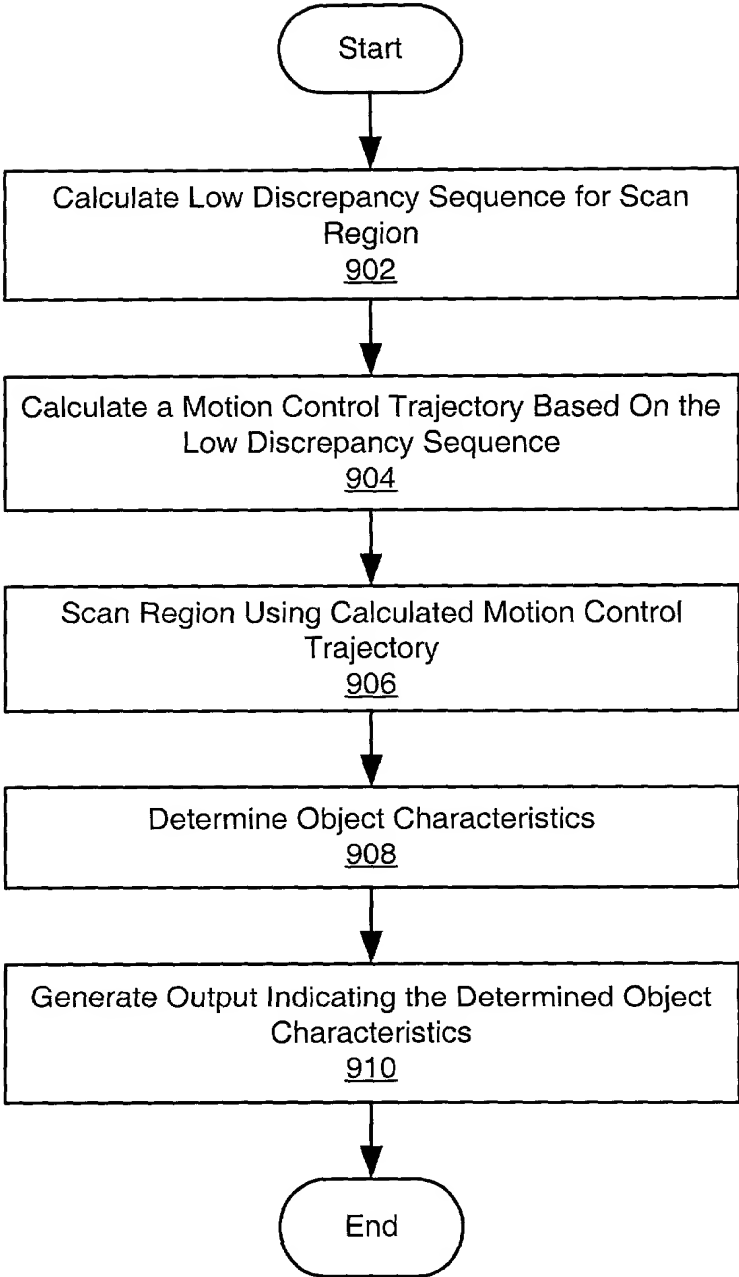 Start
Calculate Low Discrepancy Sequence for Scan
Region
902
Calculate a Motion Control Trajectory Based On the
Low Discrepancy Sequence
904
Scan Region Using Calculated Motion Control
Trajectory
906
Determine Object Characteristics
908
Generate Output Indicating the Determined Object
Characteristics
910
End